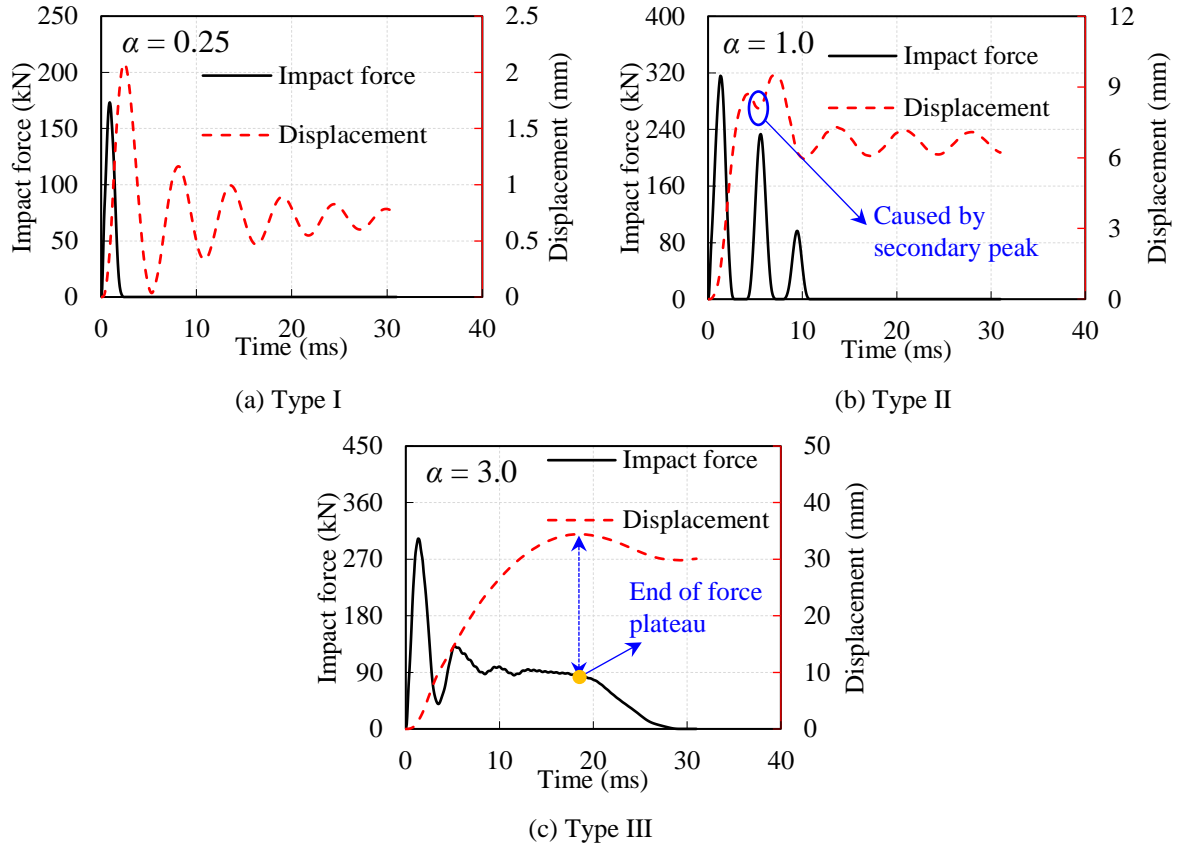 α = 0.25
Impact force
Displacement
Impact force (kN)
250
200
150
100
50
0
Displacement (mm)
2.5
2
1.5
1
0.5
0
0 10 20 30 40
Time (ms)
(a) Type I
α = 1.0
Impact force
Displacement
Caused by
secondary peak
Impact force (kN)
400
320
240
160
80
0
Displacement (mm)
12
9
6
3
0
0 10 20 30 40
Time (ms)
(b) Type II
α = 3.0
Impact force
Displacement
End of force
plateau
Impact force (kN)
450
360
270
180
90
0
Displacement (mm)
50
40
30
20
10
0
0 10 20 30 40
Time (ms)
(c) Type III